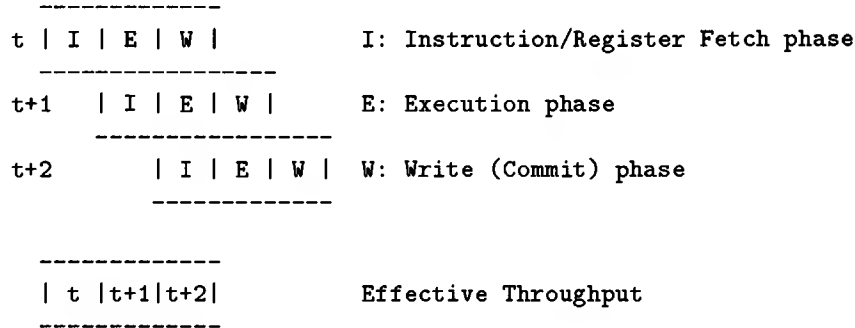 -------------
t | I | E | W | I: Instruction/Register Fetch phase
-----------------
t+1 | I | E | W | E: Execution phase
-----------------
t+2 | I | E | W | W: Write (Commit) phase
-------------
-------------
| t |t+1|t+2| Effective Throughput
-------------